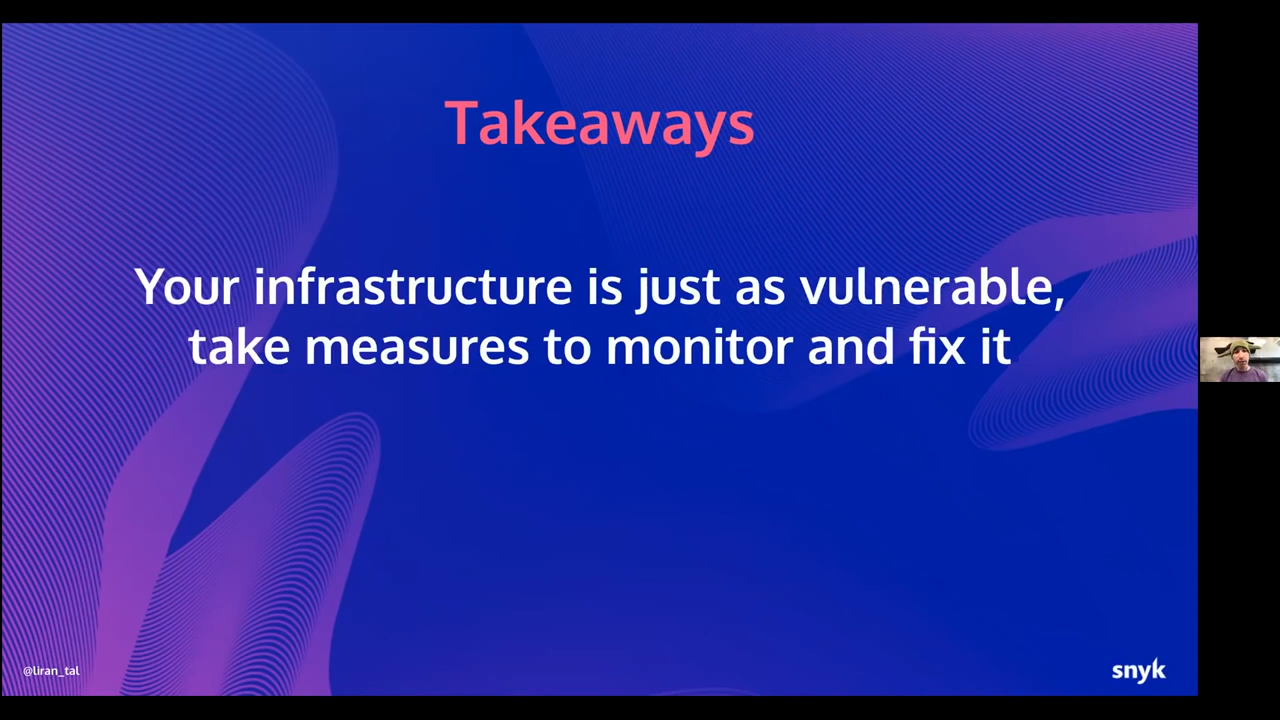 Takeaways
Your infrastructure is just as vulnerable,
take measures to monitor and fix it
@liran_tal
snyk